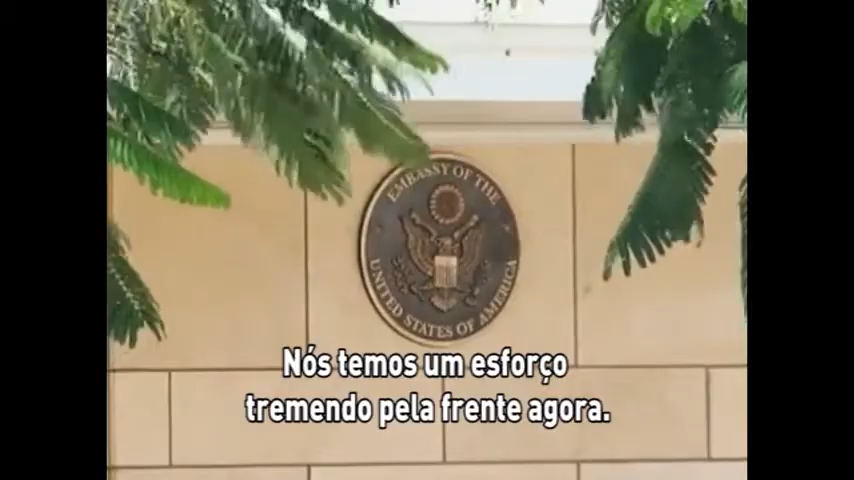 EMBASSY OF THE
UNITED STATES OF AMERICA
Nós temos um esforço
tremendo pela frente agora.